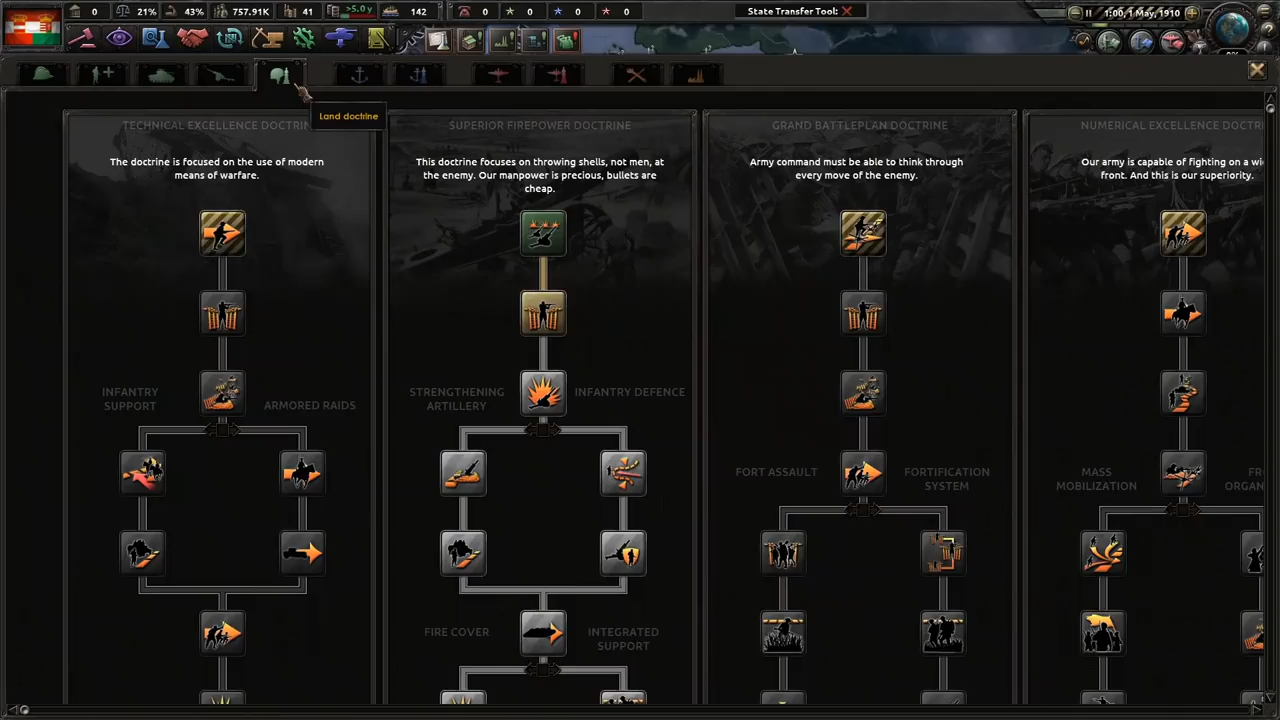 0 21% 43% 757.91K 41 >5.0 y 142 0 0 0 0 State Transfer Tool: 1:00, 1 May, 1910
Land doctrine
TECHNICAL EXCELLENCE DOCTRIN
The doctrine is focused on the use of modern
means of warfare.
INFANTRY
SUPPORT
ARMORED RAIDS
SUPERIOR FIREPOWER DOCTRINE
This doctrine focuses on throwing shells, not men, at
the enemy. Our manpower is precious, bullets are
cheap.
STRENGTHENING
ARTILLERY
INFANTRY DEFENCE
FIRE COVER
INTEGRATED
SUPPORT
GRAND BATTLEPLAN DOCTRINE
Army command must be able to think through
every move of the enemy.
FORT ASSAULT
FORTIFICATION
SYSTEM
NUMERICAL EXCELLENCE DOCTRI
Our army is capable of fighting on a wi
front. And this is our superiority.
MASS
MOBILIZATION
FR
ORGAN